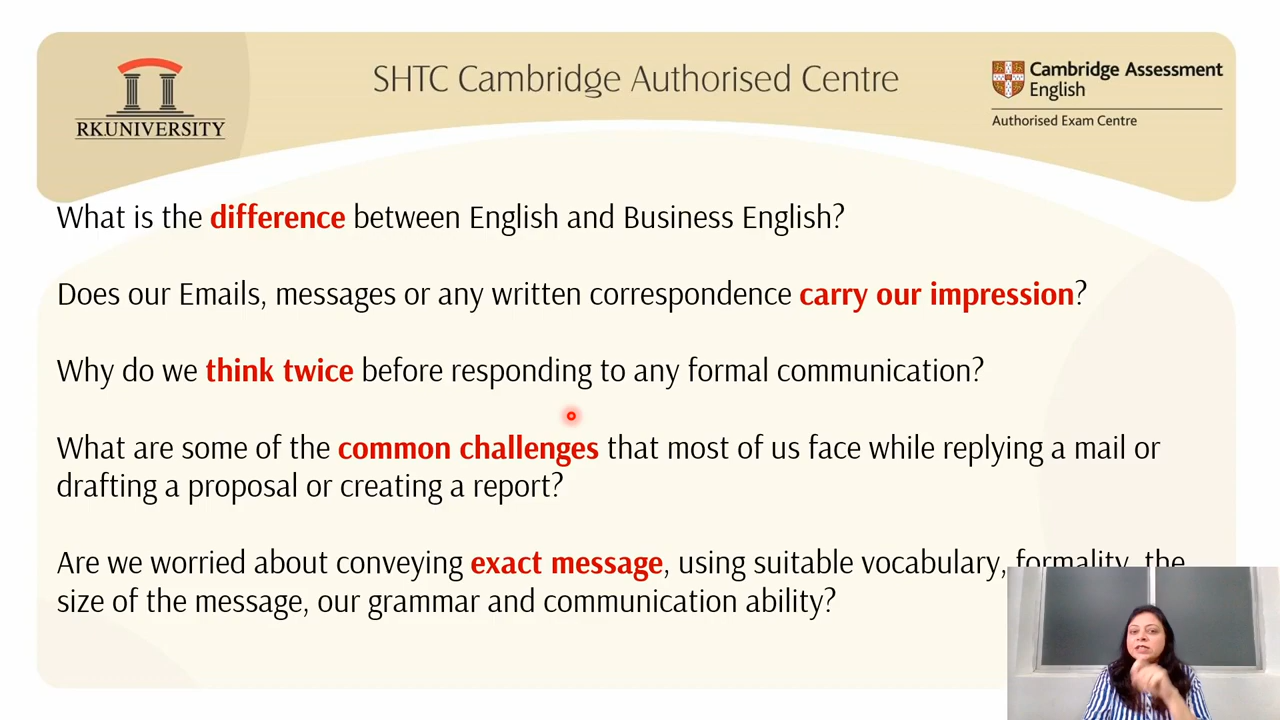 RKUNIVERSITY
SHTC Cambridge Authorised Centre
Cambridge Assessment
English
Authorised Exam Centre
What is the difference between English and Business English?
Does our Emails, messages or any written correspondence carry our impression?
Why do we think twice before responding to any formal communication?
What are some of the common challenges that most of us face while replying a mail or
drafting a proposal or creating a report?
Are we worried about conveying exact message, using suitable vocabulary, formality, the
size of the message, our grammar and communication ability?